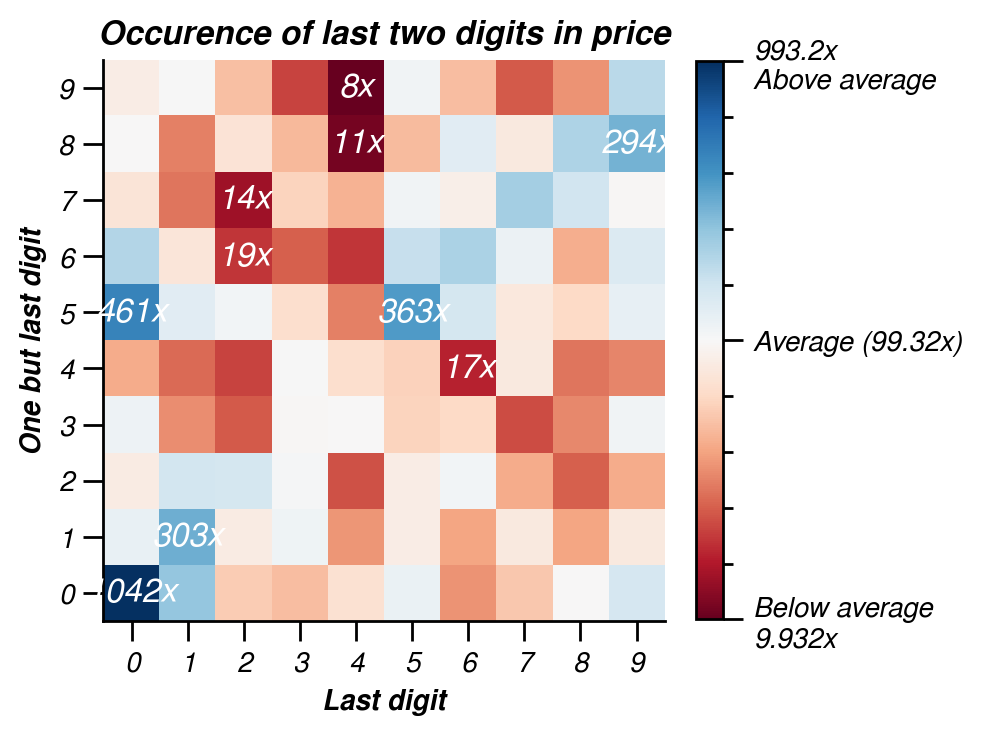 Occurence of last two digits in price
993.2x
Above average
9
8x
8
11x
294x
7
14x
6
19x
5
461x
363x
Average (99.32x)
4
17x
3
2
1
303x
0
042x
Below average
9.932x
0 1 2 3 4 5 6 7 8 9
Last digit
One but last digit